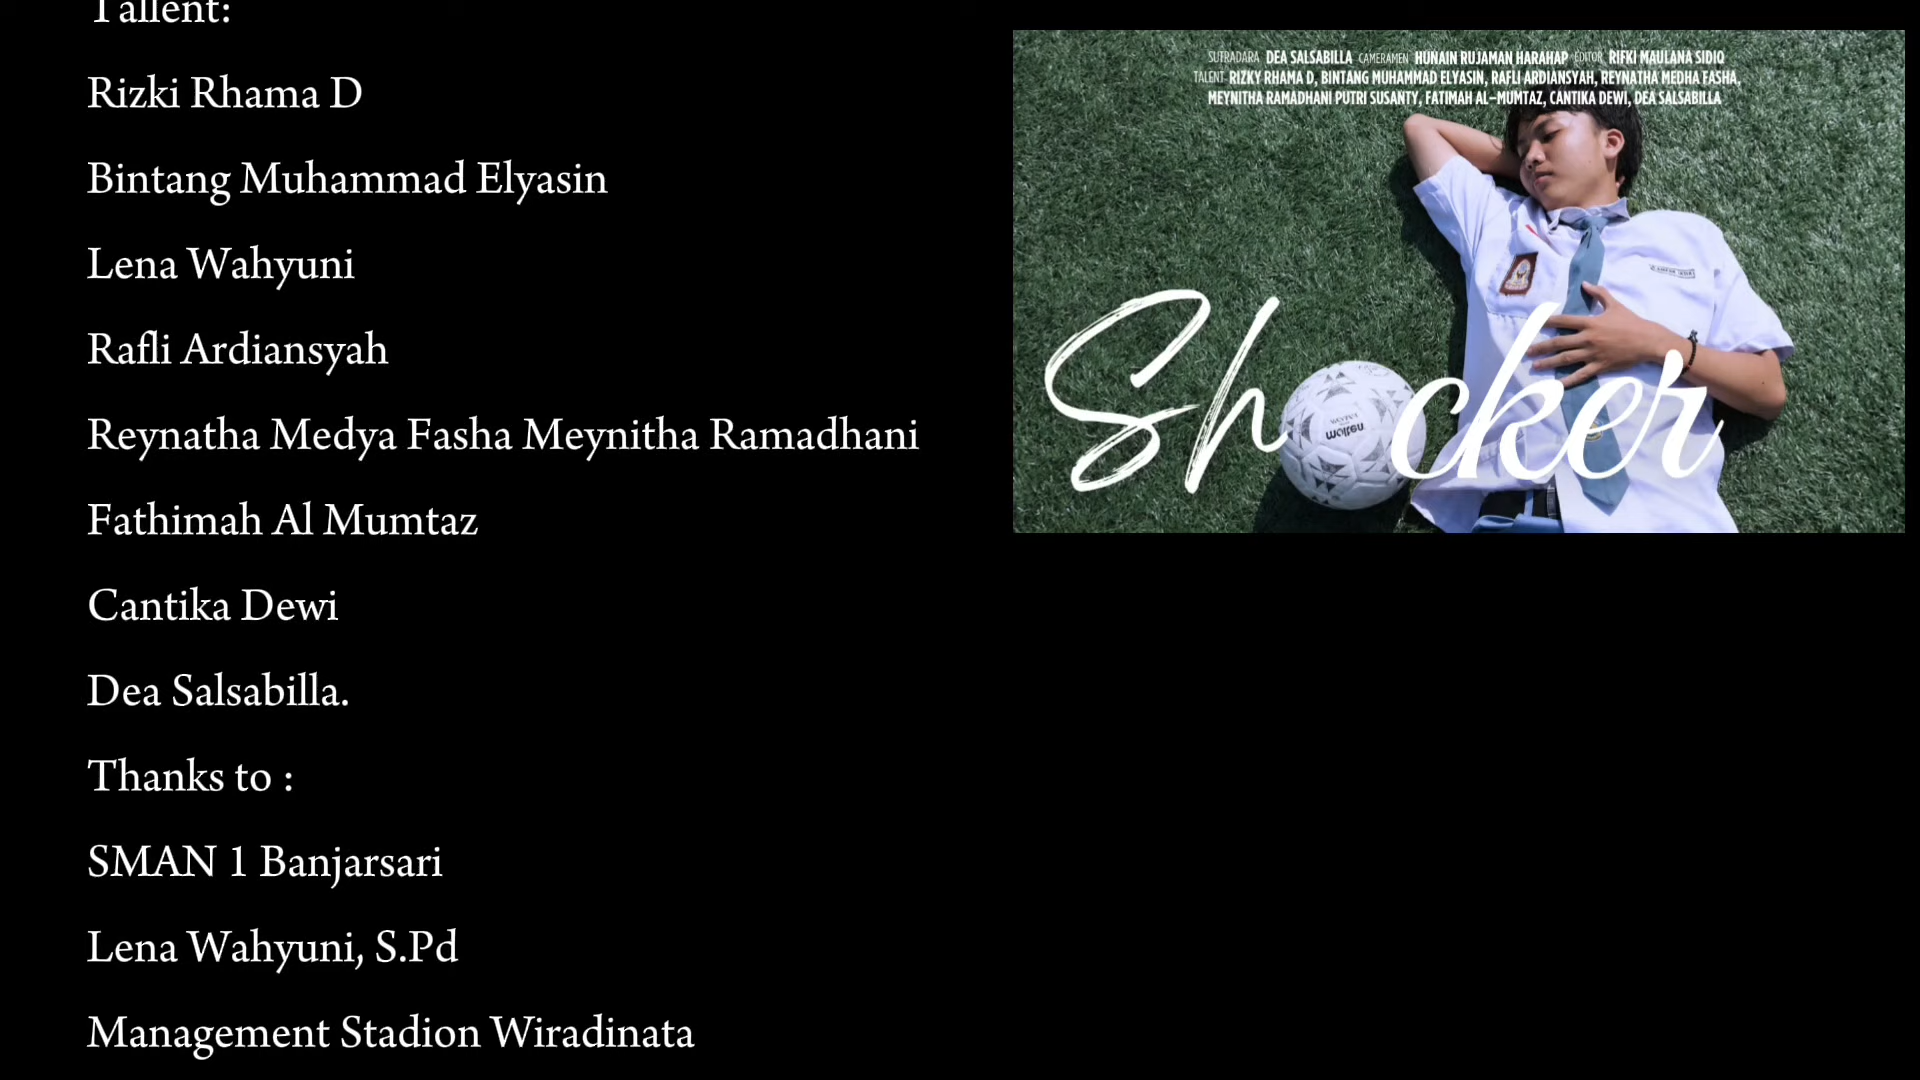 Tallent:
Rizki Rhama D
Bintang Muhammad Elyasin
Lena Wahyuni
Rafli Ardiansyah
Reynatha Medya Fasha Meynitha Ramadhani
Fathimah Al Mumtaz
Cantika Dewi
Dea Salsabilla.
Thanks to :
SMAN 1 Banjarsari
Lena Wahyuni, S.Pd
Management Stadion Wiradinata
SUTRADARA DEA SALSABILLA CAMERAMEN HUNAIN RUJAMAN HARAHAP EDITOR RIFKI MAULANA SIDIQ
TALENT RIZKY RHAMA D, BINTANG MUHAMMAD ELYASIN, RAFLI ARDIANSYAH, REYNATHA MEDHA FASHA,
MEYNITHA RAMADHANI PUTRI SUSANTY, FATIMAH AL-MUMTAZ, CANTIKA DEWI, DEA SALSABILLA
Shocker
molten